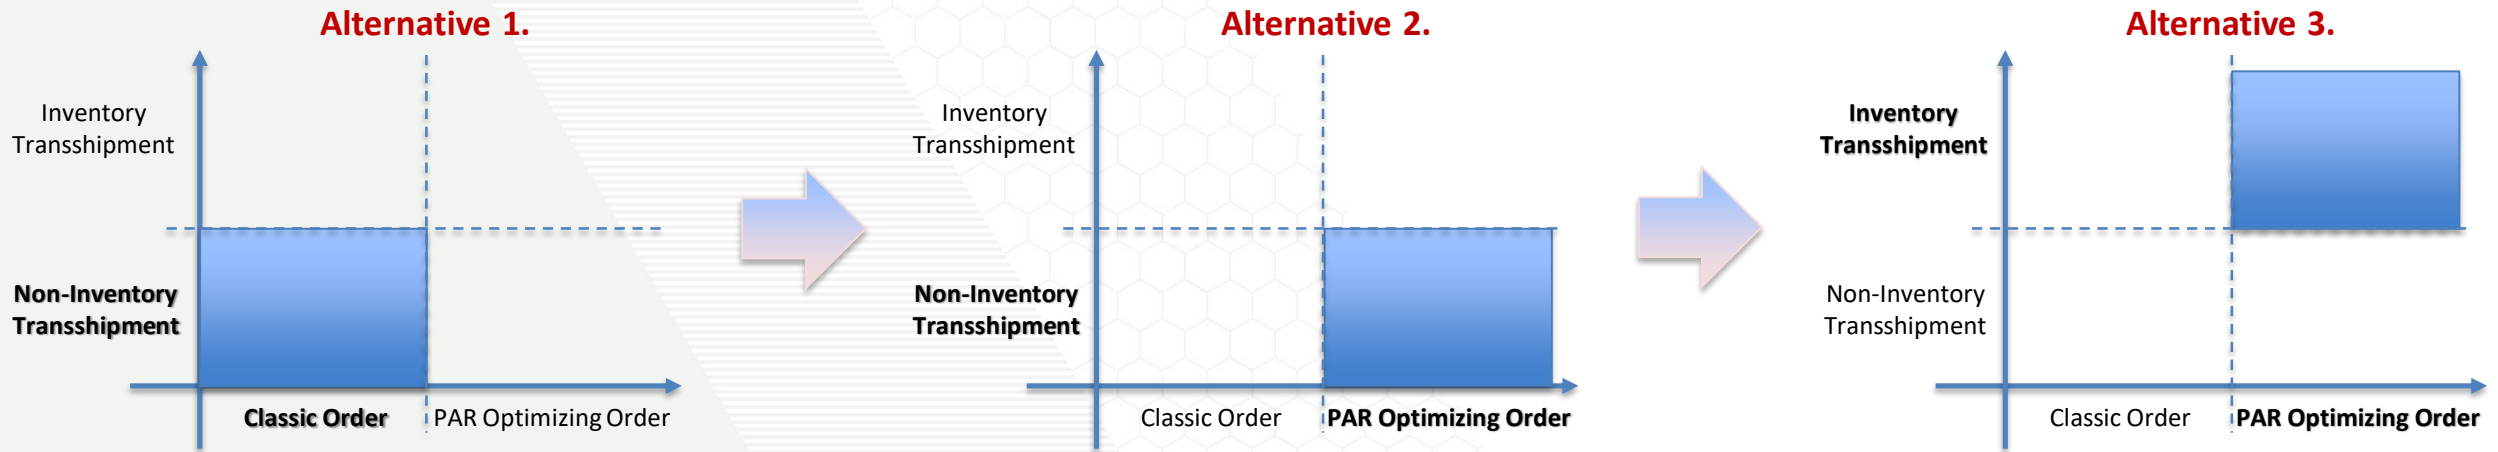 Alternative 1.
Inventory
Transshipment
Non-Inventory
Transshipment
Classic Order
PAR Optimizing Order
Alternative 2.
Inventory
Transshipment
Non-Inventory
Transshipment
Classic Order
PAR Optimizing Order
Alternative 3.
Inventory
Transshipment
Non-Inventory
Transshipment
Classic Order
PAR Optimizing Order